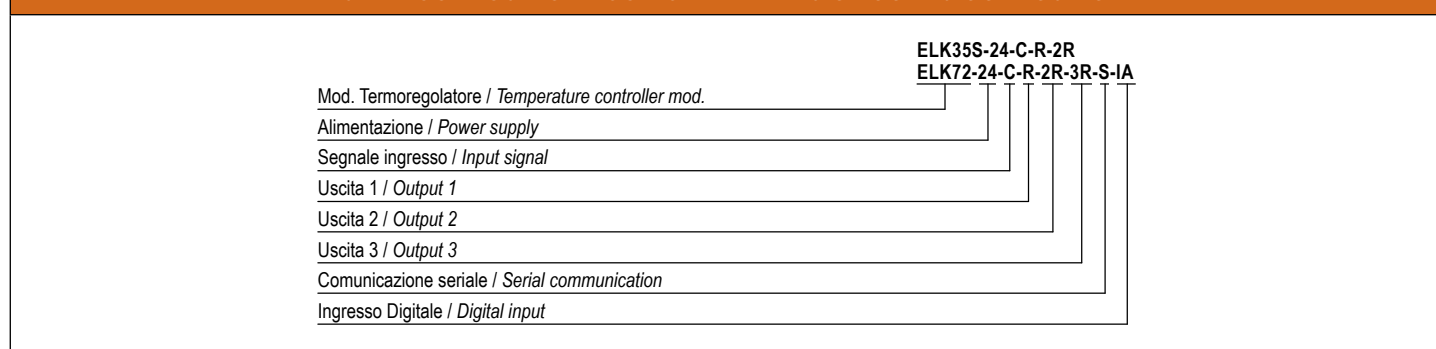 ELK35S-24-C-R-2R
ELK72-24-C-R-2R-3R-S-IA
Mod. Termoregolatore / Temperature controller mod.
Alimentazione / Power supply
Segnale ingresso / Input signal
Uscita 1 / Output 1
Uscita 2 / Output 2
Uscita 3 / Output 3
Comunicazione seriale / Serial communication
Ingresso Digitale / Digital input